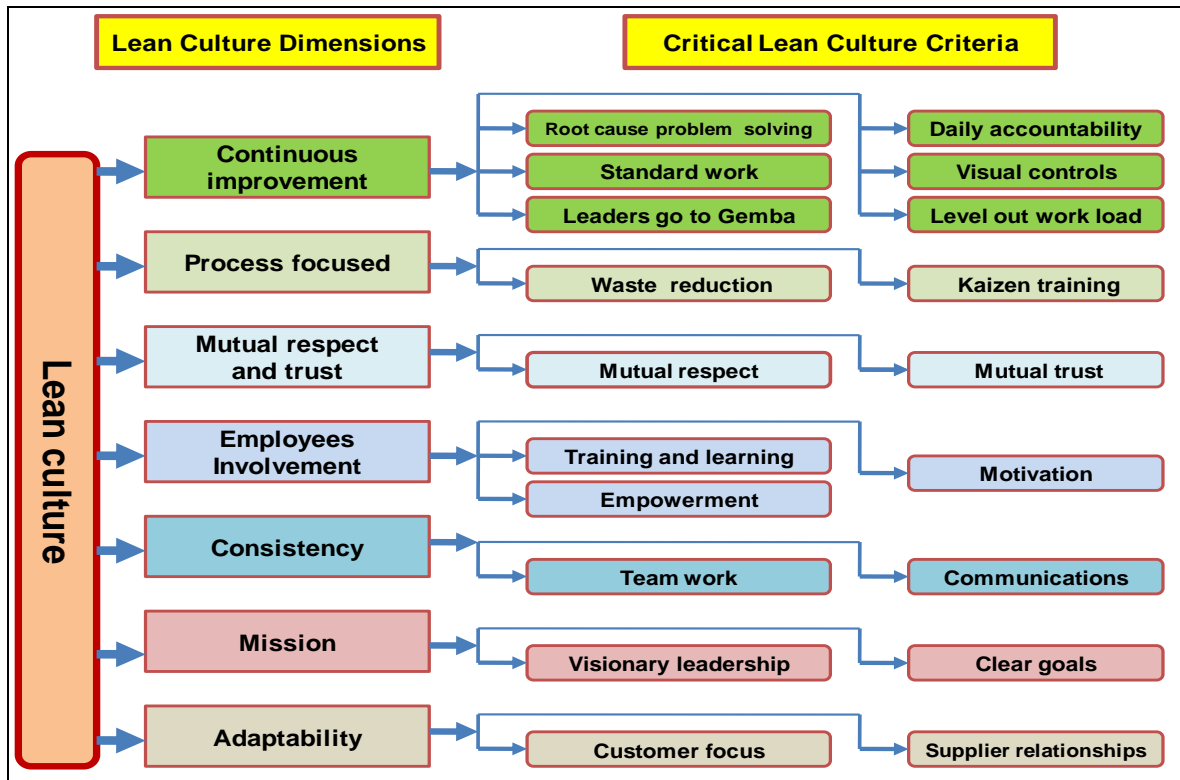 Lean Culture Dimensions
Critical Lean Culture Criteria
Lean culture
Continuous
improvement
Root cause problem solving
Daily accountability
Standard work
Visual controls
Leaders go to Gemba
Level out work load
Process focused
Waste reduction
Kaizen training
Mutual respect
and trust
Mutual respect
Mutual trust
Employees
Involvement
Training and learning
Empowerment
Motivation
Consistency
Team work
Communications
Mission
Visionary leadership
Clear goals
Adaptability
Customer focus
Supplier relationships